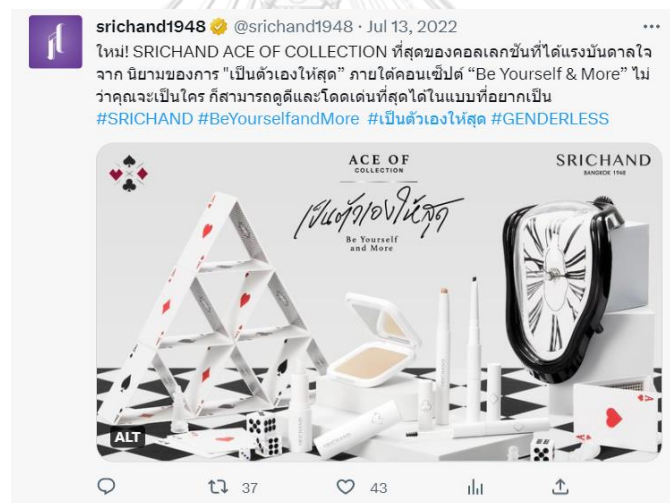 srichand1948 @srichand1948 · Jul 13, 2022
ใหม่! SRICHAND ACE OF COLLECTION ที่สุดของคอลเลกชันที่ได้แรงบันดาลใจ
จาก นิยามของการ "เป็นตัวเองให้สุด” ภายใต้คอนเซ็ปต์ “Be Yourself & More” ไม่
ว่าคุณจะเป็นใคร ก็สามารถดูดีและโดดเด่นที่สุดได้ในแบบที่อยากเป็น
#SRICHAND #BeYourselfandMore #เป็นตัวเองให้สุด #GENDERLESS
ACE OF
COLLECTION
SRICHAND
BANGKOK 1948
เป็นตัวเองให้สุด
Be Yourself
and More
ALT
37
43